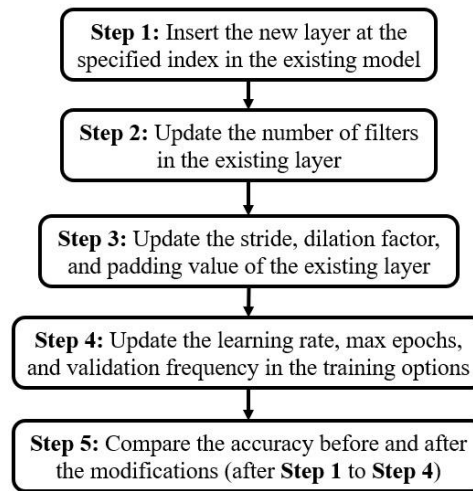 Step 1: Insert the new layer at the
specified index in the existing model
Step 2: Update the number of filters
in the existing layer
Step 3: Update the stride, dilation factor,
and padding value of the existing layer
Step 4: Update the learning rate, max epochs,
and validation frequency in the training options
Step 5: Compare the accuracy before and after
the modifications (after Step 1 to Step 4)